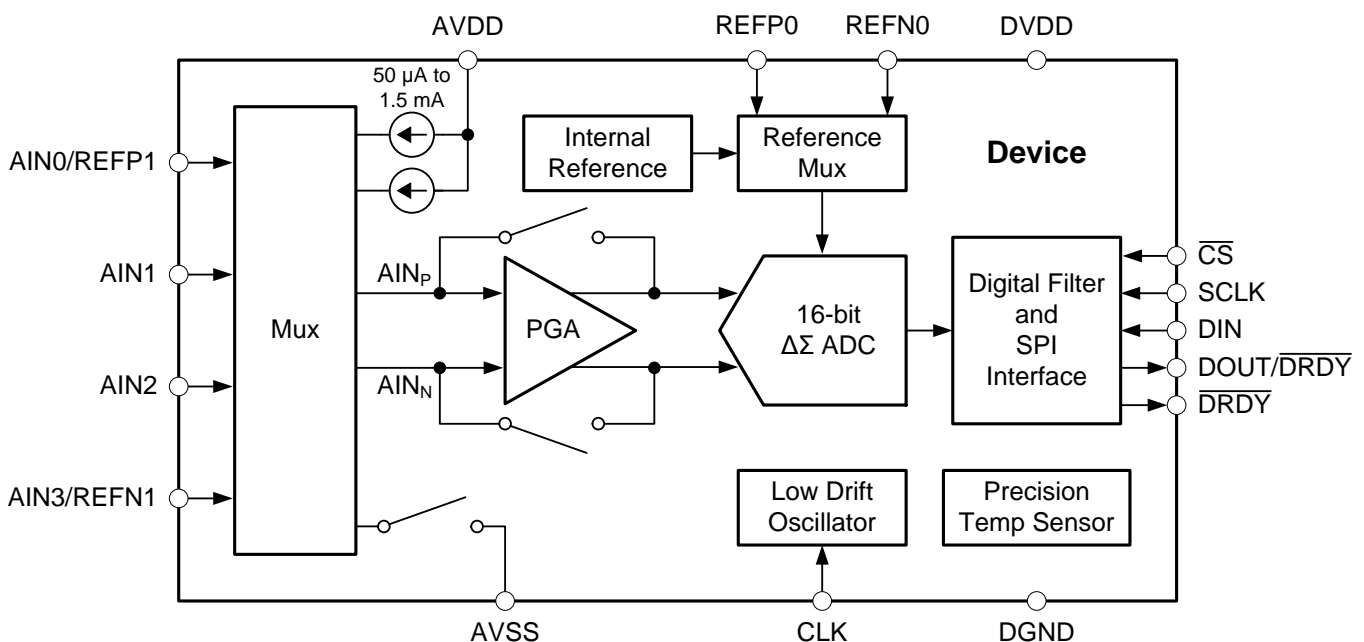 AVDD
REFP0
REFN0
DVDD
50 µA to
1.5 mA
AIN0/REFP1
Internal
Reference
Reference
Mux
Device
AIN1
AIN2
AIN3/REFN1
Mux
AINP
AINN
PGA
16-bit
ΔΣ ADC
Digital Filter
and
SPI
Interface
CS
SCLK
DIN
DOUT/DRDY
DRDY
Low Drift
Oscillator
Precision
Temp Sensor
AVSS
CLK
DGND